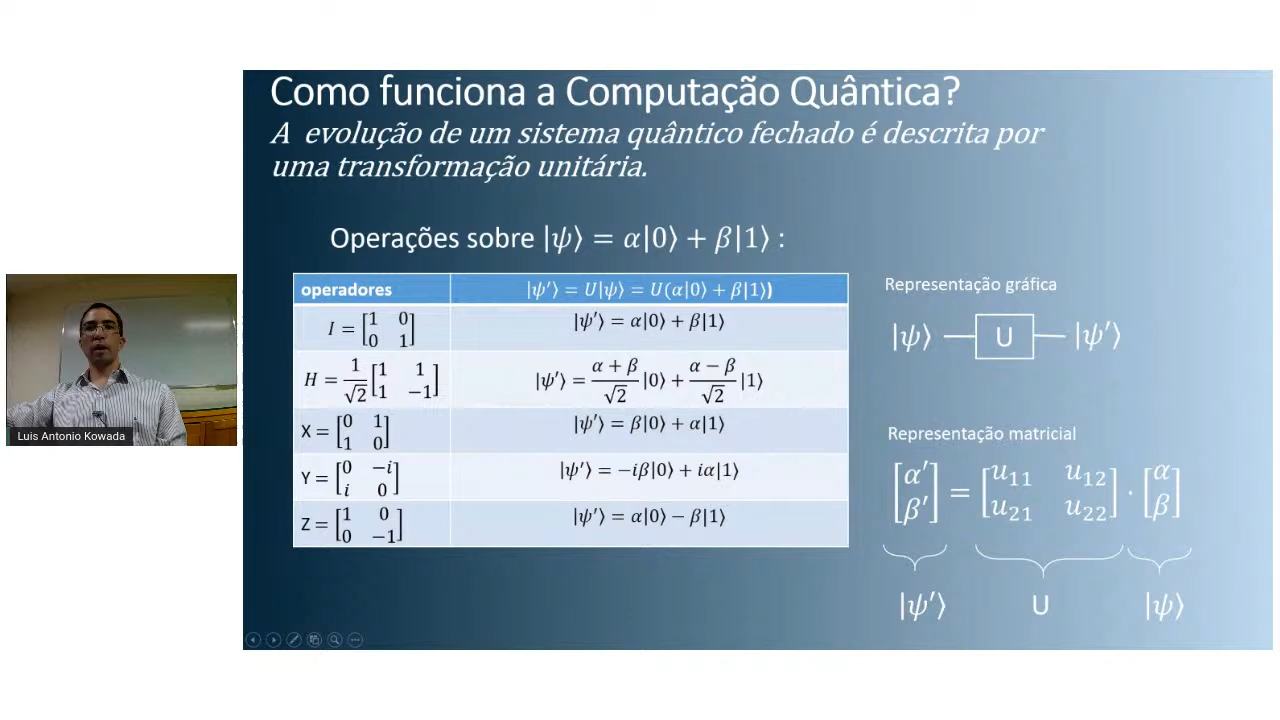 Como funciona a Computação Quântica?
A evolução de um sistema quântico fechado é descrita por
uma transformação unitária.
Operações sobre |ψ⟩ = α|0⟩ + β|1⟩ :
operadores
|ψ′⟩ = U|ψ⟩ = U(α|0⟩ + β|1⟩)
I = [1 0
0 1]
|ψ′⟩ = α|0⟩ + β|1⟩
H = 1/√2 [1 1
1 −1]
|ψ′⟩ = (α + β)/√2 |0⟩ + (α − β)/√2 |1⟩
X = [0 1
1 0]
|ψ′⟩ = β|0⟩ + α|1⟩
Y = [0 −i
i 0]
|ψ′⟩ = −iβ|0⟩ + iα|1⟩
Z = [1 0
0 −1]
|ψ′⟩ = α|0⟩ − β|1⟩
Representação gráfica
|ψ⟩ U |ψ′⟩
Representação matricial
[α′ = [u11 u12 · [α
β′] u21 u22] β]
|ψ′⟩ U |ψ⟩
Luis Antonio Kowada